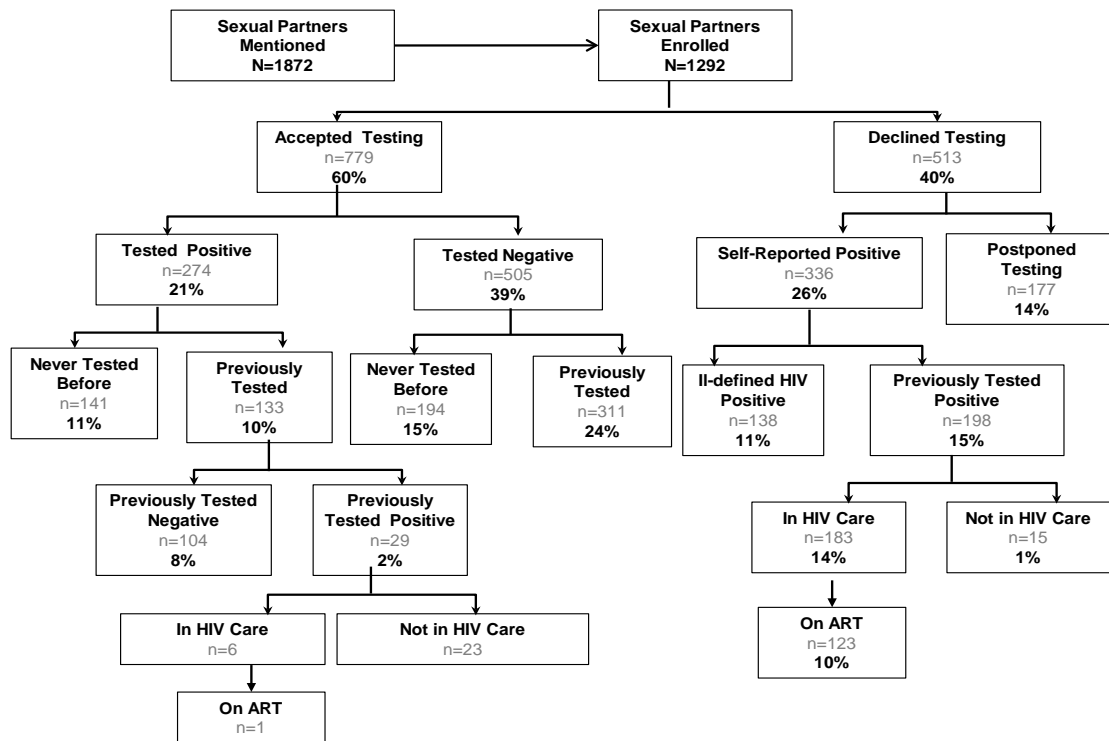 Sexual Partners
Mentioned
N=1872
Sexual Partners
Enrolled
N=1292
Accepted Testing
n=779
60%
Declined Testing
n=513
40%
Tested Positive
n=274
21%
Tested Negative
n=505
39%
Self-Reported Positive
n=336
26%
Postponed
Testing
n=177
14%
Never Tested
Before
n=141
11%
Previously
Tested
n=133
10%
Never Tested
Before
n=194
15%
Previously
Tested
n=311
24%
Il-defined HIV
Positive
n=138
11%
Previously Tested
Positive
n=198
15%
Previously Tested
Negative
n=104
8%
Previously
Tested Positive
n=29
2%
In HIV Care
n=183
14%
Not in HIV Care
n=15
1%
In HIV Care
n=6
Not in HIV Care
n=23
On ART
n=123
10%
On ART
n=1